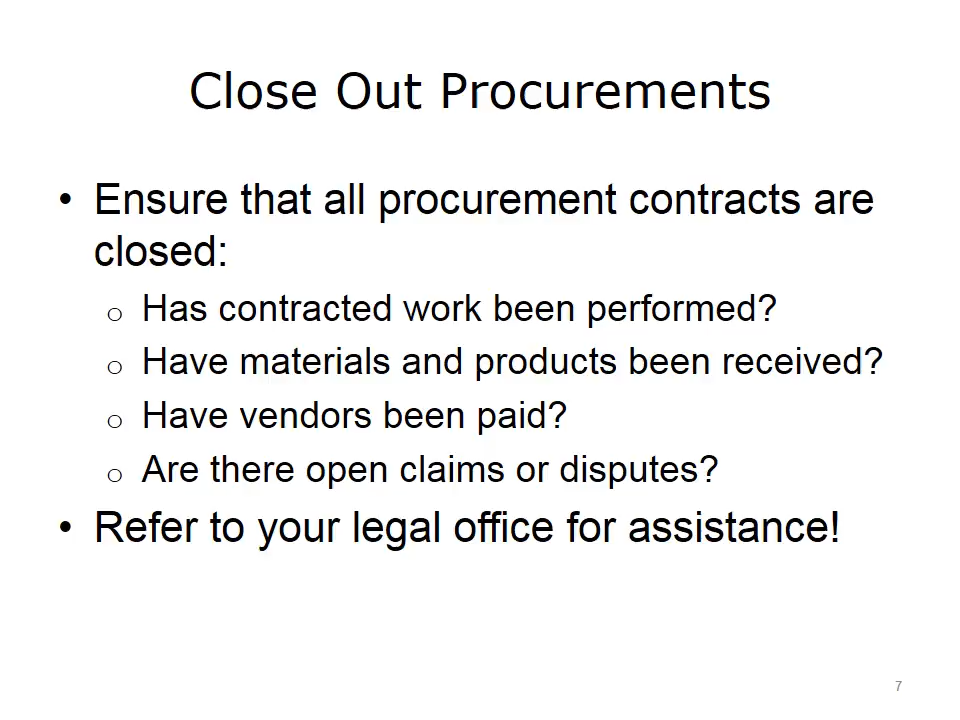 Close Out Procurements
• Ensure that all procurement contracts are
closed:
o Has contracted work been performed?
o Have materials and products been received?
o Have vendors been paid?
o Are there open claims or disputes?
• Refer to your legal office for assistance!
7